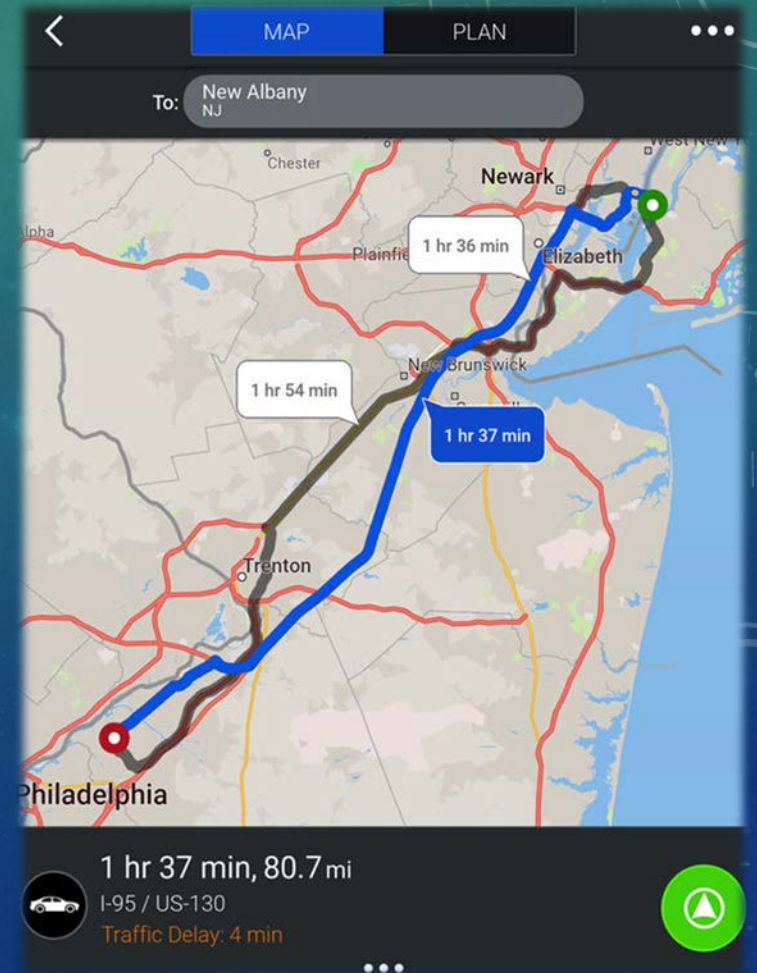 MAP
PLAN
To:
New Albany
NJ
West New
Chester
Newark
Alpha
1 hr 36 min
Elizabeth
New Brunswick
1 hr 54 min
1 hr 37 min
Trenton
Philadelphia
1 hr 37 min, 80.7 mi
I-95 / US-130
Traffic Delay: 4 min